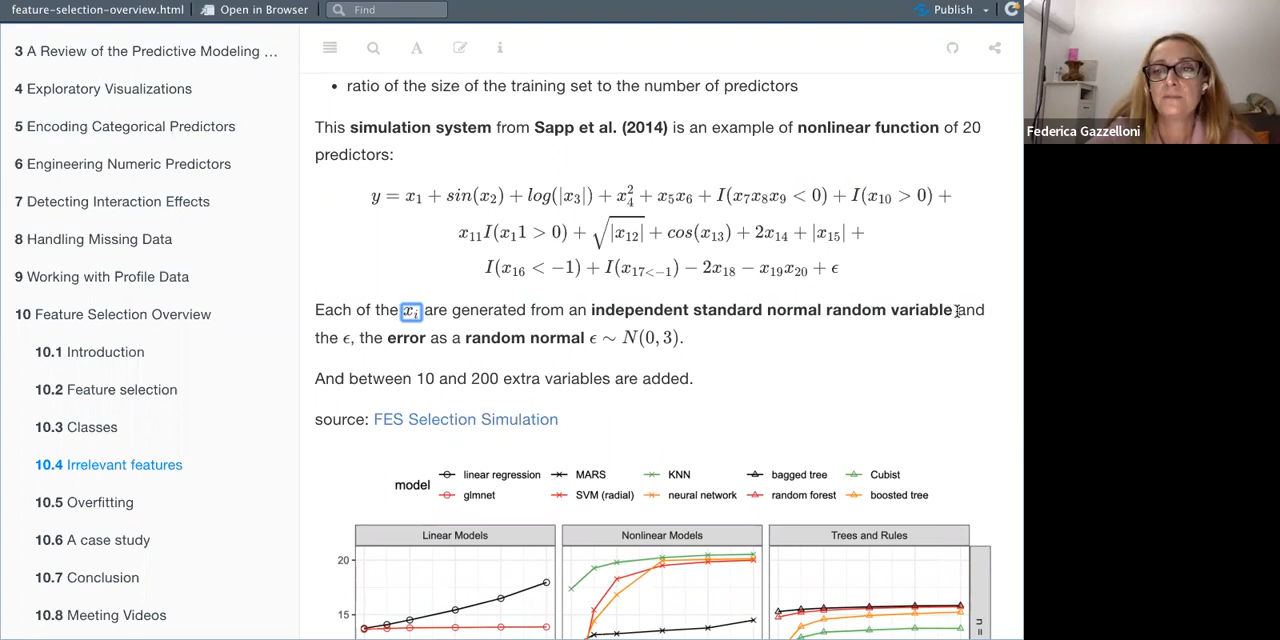 feature-selection-overview.html
Open in Browser
Find
Publish
3 A Review of the Predictive Modeling ...
4 Exploratory Visualizations
5 Encoding Categorical Predictors
6 Engineering Numeric Predictors
7 Detecting Interaction Effects
8 Handling Missing Data
9 Working with Profile Data
10 Feature Selection Overview
10.1 Introduction
10.2 Feature selection
10.3 Classes
10.4 Irrelevant features
10.5 Overfitting
10.6 A case study
10.7 Conclusion
10.8 Meeting Videos
• ratio of the size of the training set to the number of predictors
This simulation system from Sapp et al. (2014) is an example of nonlinear function of 20
predictors:
y = x₁ + sin(x₂) + log(|x₃|) + x₄² + x₅x₆ + I(x₇x₈x₉ < 0) + I(x₁₀ > 0) +
x₁₁I(x₁1 > 0) + √|x₁₂| + cos(x₁₃) + 2x₁₄ + |x₁₅| +
I(x₁₆ < −1) + I(x₁₇<₋₁) − 2x₁₈ − x₁₉x₂₀ + ϵ
Each of the xᵢ are generated from an independent standard normal random variable and
the ϵ, the error as a random normal ϵ ∼ N(0, 3).
And between 10 and 200 extra variables are added.
source: FES Selection Simulation
model
linear regression MARS KNN bagged tree Cubist
glmnet SVM (radial) neural network random forest boosted tree
Linear Models Nonlinear Models Trees and Rules
20
15
n =
Federica Gazzelloni